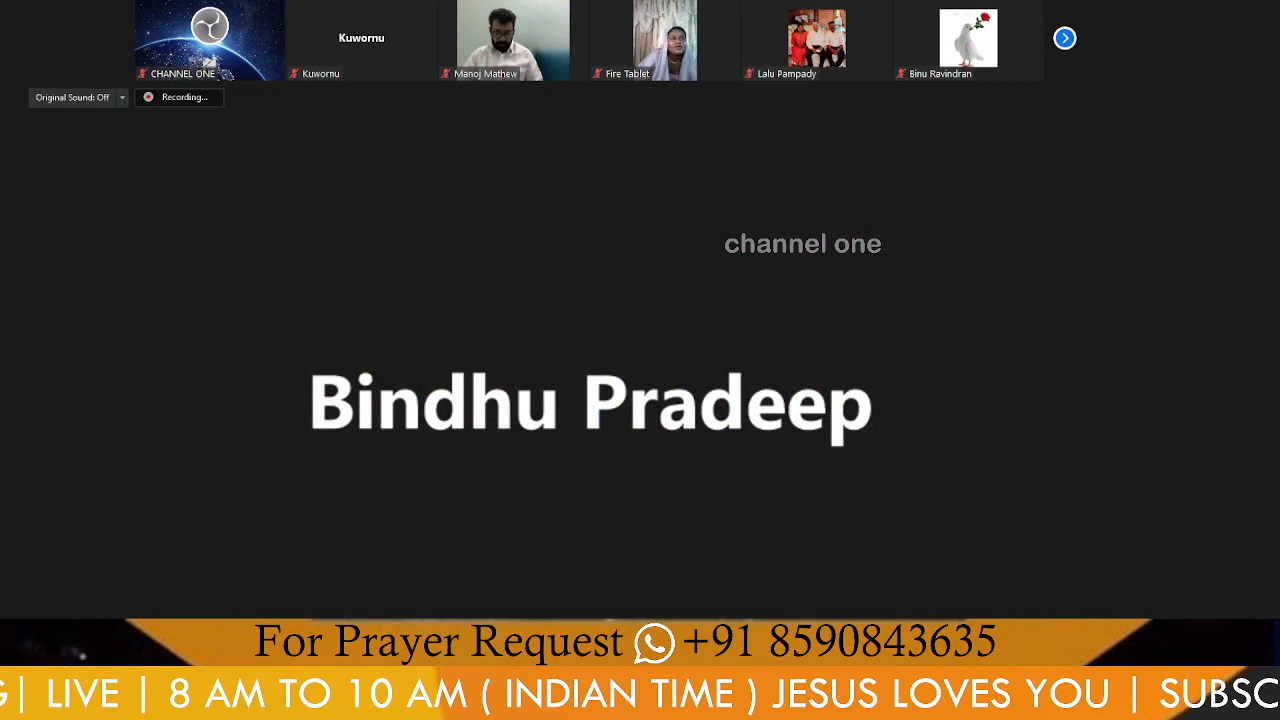 Kuwornu
CHANNEL ONE
Kuwornu
Manoj Mathew
Fire Tablet
Lalu Pampady
Binu Ravindran
Original Sound: Off
Recording...
channel one
Bindhu Pradeep
For Prayer Request +91 8590843635
G| LIVE | 8 AM TO 10 AM ( INDIAN TIME ) JESUS LOVES YOU | SUBSC